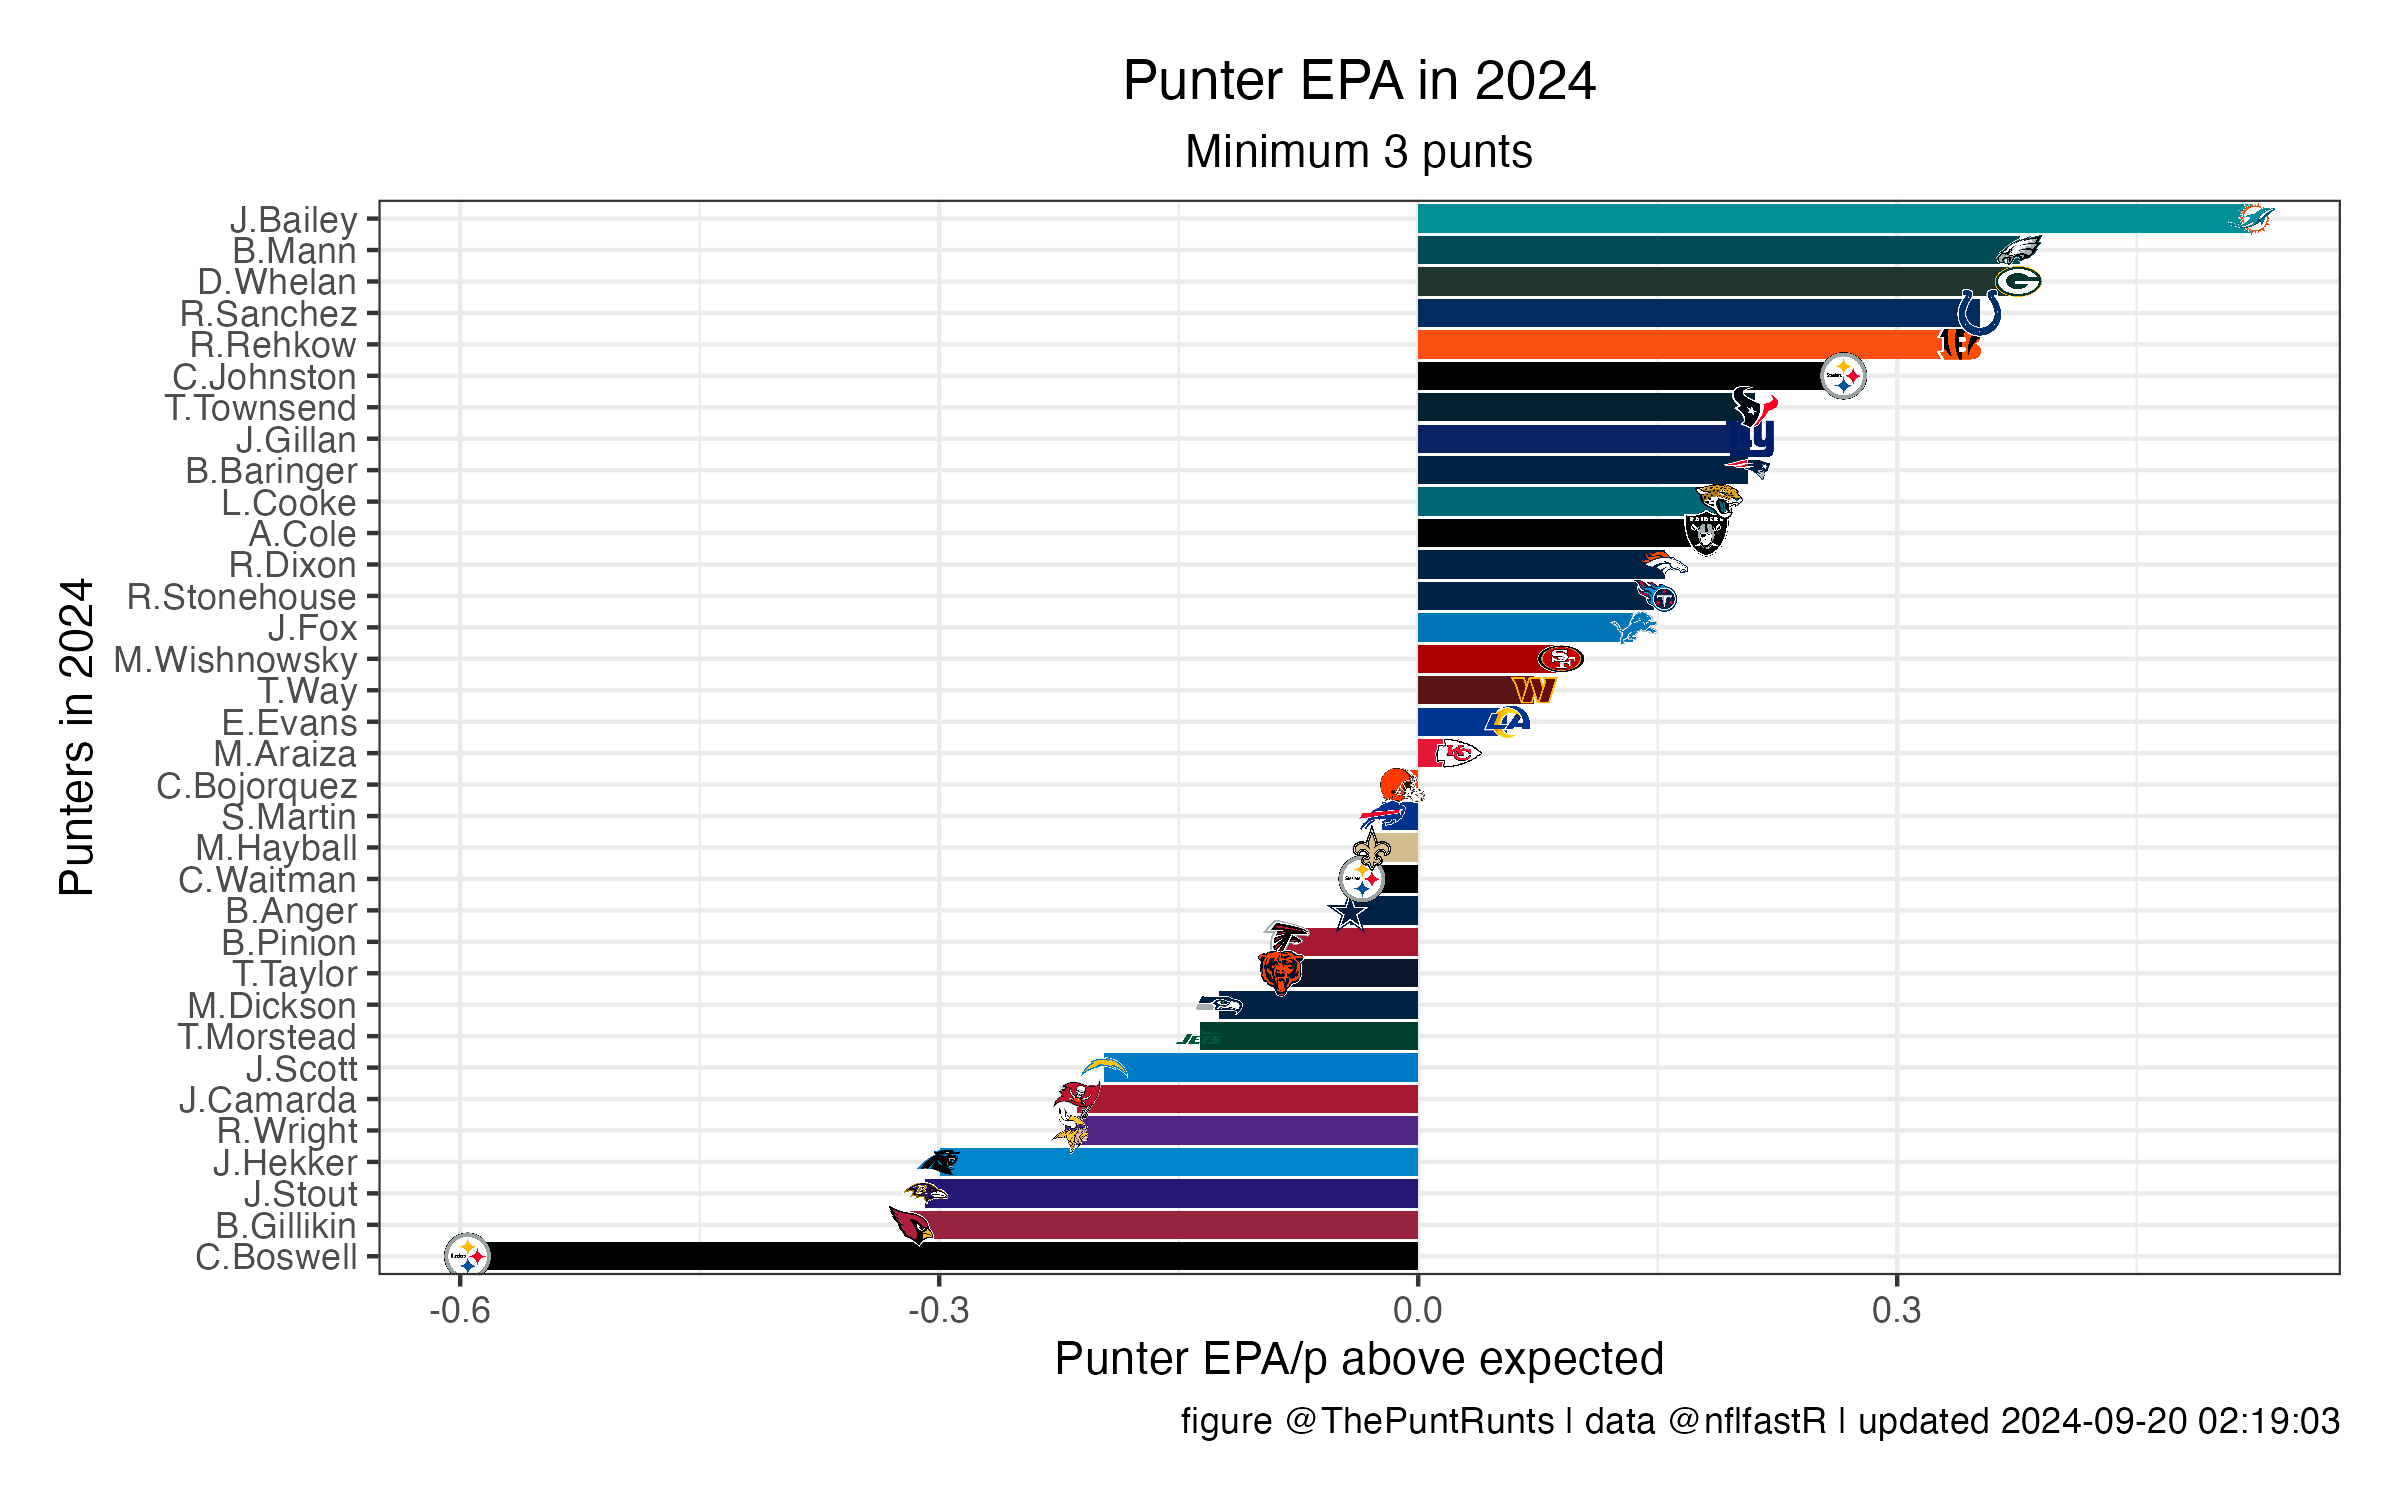 Punter EPA in 2024
Minimum 3 punts
Punters in 2024
J.Bailey
B.Mann
D.Whelan
R.Sanchez
R.Rehkow
C.Johnston
T.Townsend
J.Gillan
B.Baringer
L.Cooke
A.Cole
R.Dixon
R.Stonehouse
J.Fox
M.Wishnowsky
T.Way
E.Evans
M.Araiza
C.Bojorquez
S.Martin
M.Hayball
C.Waitman
B.Anger
B.Pinion
T.Taylor
M.Dickson
T.Morstead
J.Scott
J.Camarda
R.Wright
J.Hekker
J.Stout
B.Gillikin
C.Boswell
-0.6 -0.3 0.0 0.3
Punter EPA/p above expected
figure @ThePuntRunts | data @nflfastR | updated 2024-09-20 02:19:03